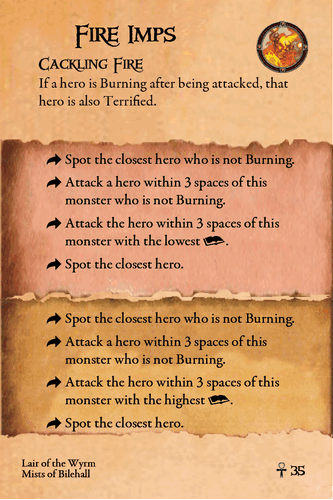 Fire Imps
Cackling Fire
If a hero is Burning after being attacked, that
hero is also Terrified.
Spot the closest hero who is not Burning.
Attack a hero within 3 spaces of this
monster who is not Burning.
Attack the hero within 3 spaces of this
monster with the lowest .
Spot the closest hero.
Spot the closest hero who is not Burning.
Attack a hero within 3 spaces of this
monster who is not Burning.
Attack the hero within 3 spaces of this
monster with the highest .
Spot the closest hero.
Lair of the Wyrm
Mists of Bilehall
35